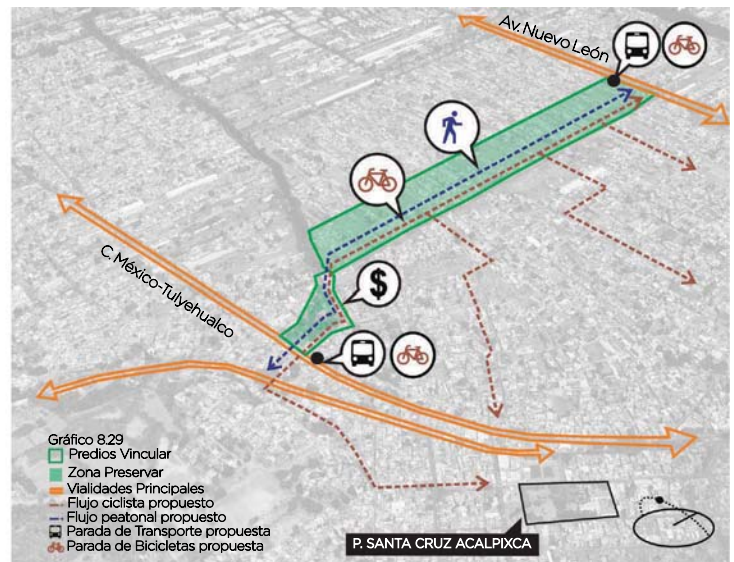 Av. Nuevo León
C. México-Tulyehualco
$
Gráfico 8.29
Predios Vincular
Zona Preservar
Vialidades Principales
Flujo ciclista propuesto
Flujo peatonal propuesto
Parada de Transporte propuesta
Parada de Bicicletas propuesta
P. SANTA CRUZ ACALPIXCA